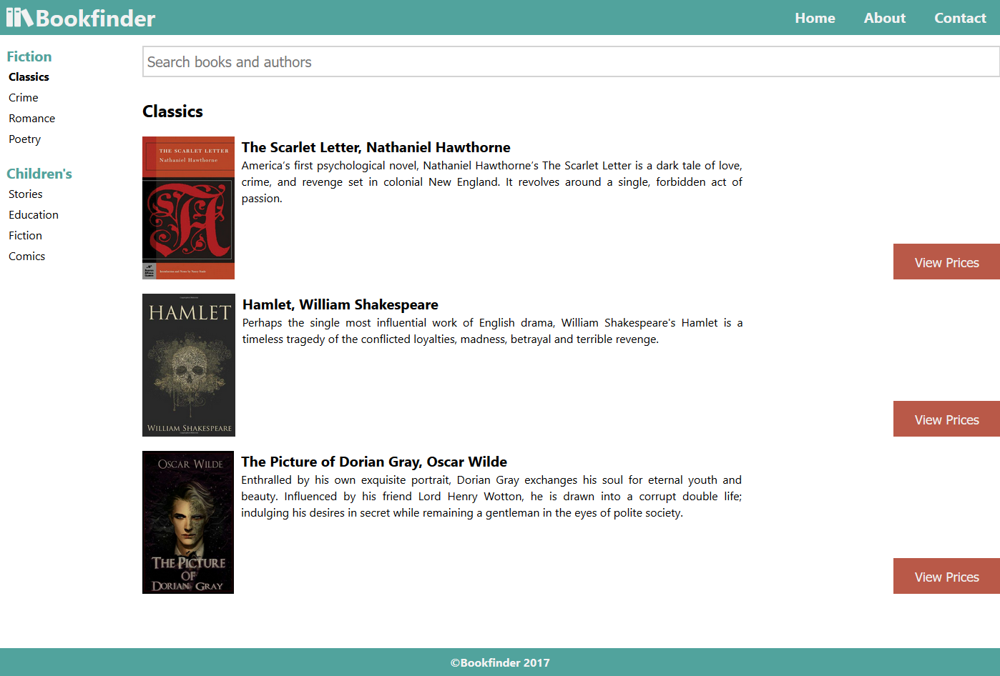 Bookfinder
Home About Contact
Fiction
Classics
Crime
Romance
Poetry
Children's
Stories
Education
Fiction
Comics
Search books and authors
Classics
THE SCARLET LETTER
Nathaniel Hawthorne
The Scarlet Letter, Nathaniel Hawthorne
America’s first psychological novel, Nathaniel Hawthorne’s The Scarlet Letter is a dark tale of love,
crime, and revenge set in colonial New England. It revolves around a single, forbidden act of
passion.
View Prices
HAMLET
WILLIAM SHAKESPEARE
Hamlet, William Shakespeare
Perhaps the single most influential work of English drama, William Shakespeare's Hamlet is a
timeless tragedy of the conflicted loyalties, madness, betrayal and terrible revenge.
View Prices
OSCAR WILDE
THE PICTURE
OF
DORIAN GRAY
The Picture of Dorian Gray, Oscar Wilde
Enthralled by his own exquisite portrait, Dorian Gray exchanges his soul for eternal youth and
beauty. Influenced by his friend Lord Henry Wotton, he is drawn into a corrupt double life;
indulging his desires in secret while remaining a gentleman in the eyes of polite society.
View Prices
©Bookfinder 2017